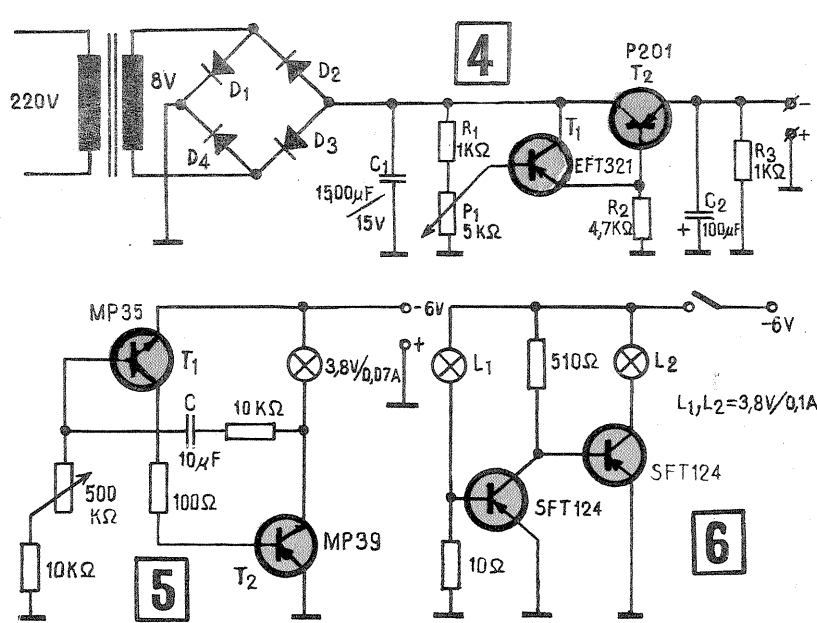 4
220V
8V
D1
D2
D4
D3
C1
1500µF/15V
R1
1KΩ
P1
5KΩ
T1
EFT321
P201
T2
R2
4,7KΩ
C2
+ 100µF
R3
1KΩ
-
+
MP35
T1
-6V
+
3,8V/0,07A
C
10µF
10KΩ
500
KΩ
100Ω
10KΩ
T2
MP39
5
L1
510Ω
L2
-6V
L1,L2=3,8V/0,1A
SFT124
SFT124
10Ω
6